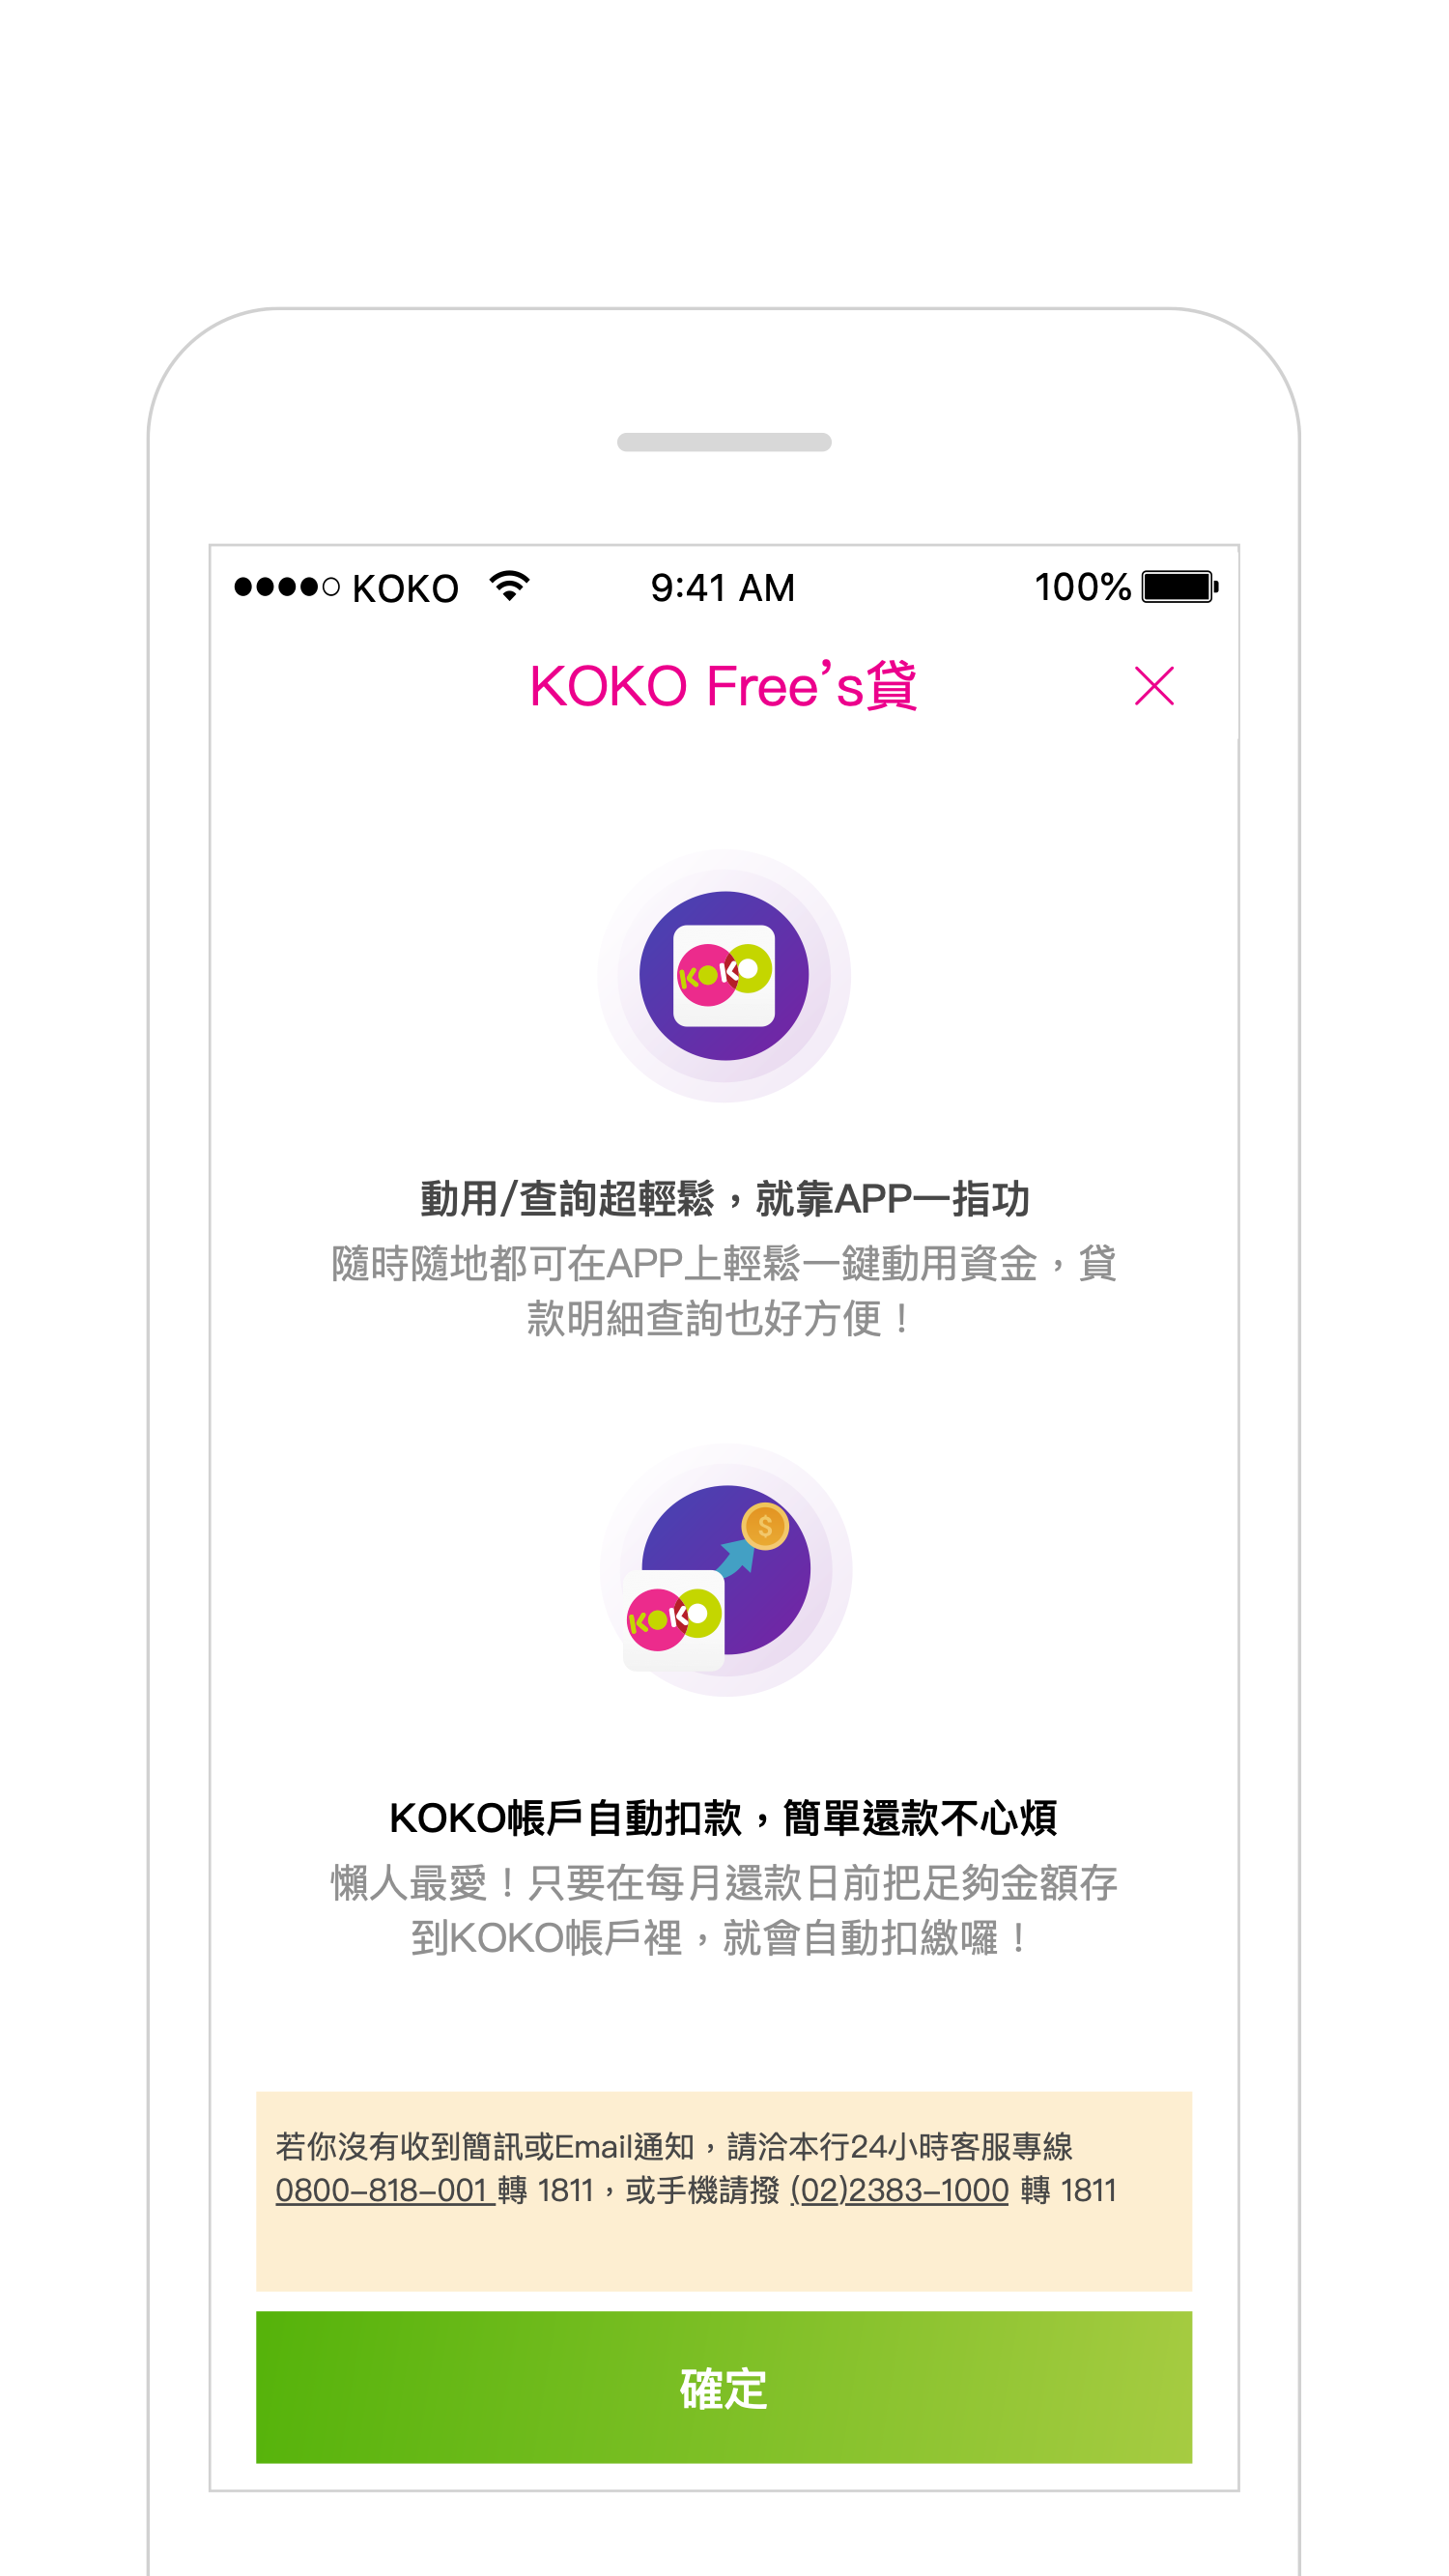 KOKO 9:41 AM 100%
KOKO Free’s貸
KOKO
動用/查詢超輕鬆，就靠APP一指功
隨時隨地都可在APP上輕鬆一鍵動用資金，貸
款明細查詢也好方便！
$
KOKO
KOKO帳戶自動扣款，簡單還款不心煩
懶人最愛！只要在每月還款日前把足夠金額存
到KOKO帳戶裡，就會自動扣繳囉！
若你沒有收到簡訊或Email通知，請洽本行24小時客服專線
0800-818-001 轉 1811，或手機請撥 (02)2383-1000 轉 1811
確定